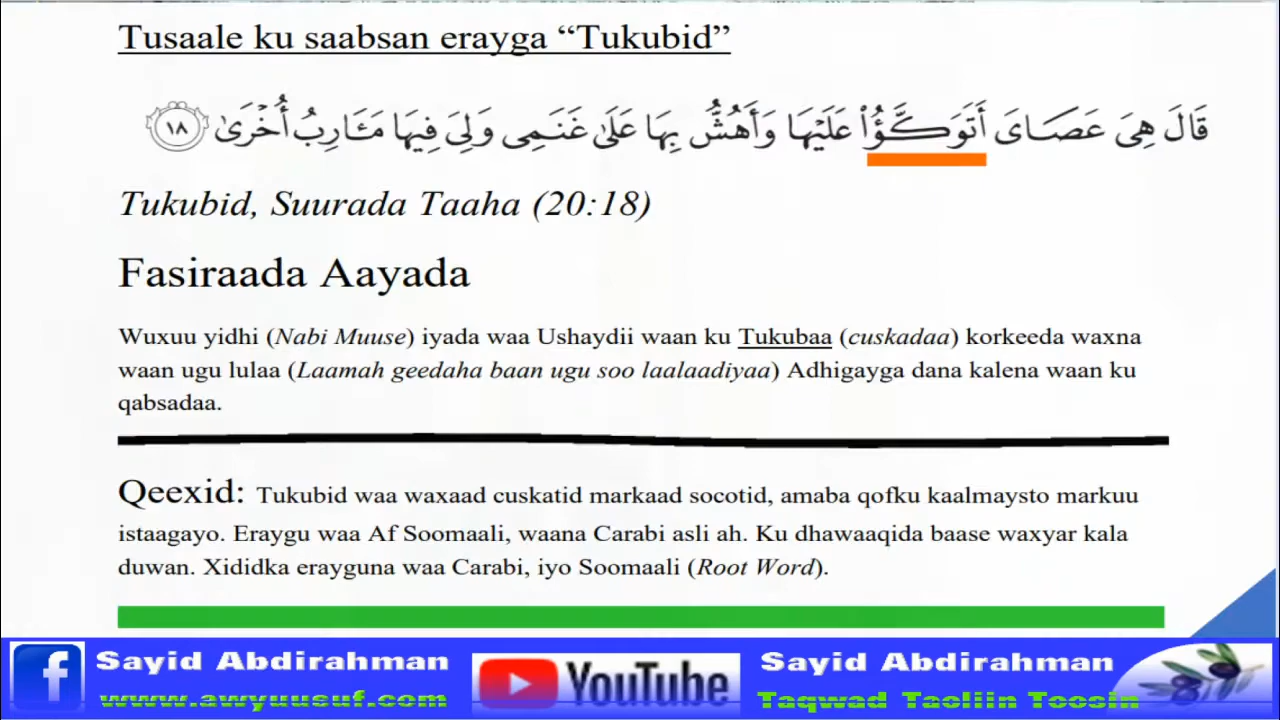 Tusaale ku saabsan erayga “Tukubid”
قَالَ هِىَ عَصَاىَ أَتَوَكَّؤُا۟ عَلَيْهَا وَأَهُشُّ بِهَا عَلَىٰ غَنَمِى وَلِىَ فِيهَا مَـَٔارِبُ أُخْرَىٰ ١٨
Tukubid, Suurada Taaha (20:18)
Fasiraada Aayada
Wuxuu yidhi (Nabi Muuse) iyada waa Ushaydii waan ku Tukubaa (cuskadaa) korkeeda waxna
waan ugu lulaa (Laamah geedaha baan ugu soo laalaadiyaa) Adhigayga dana kalena waan ku
qabsadaa.
Qeexid: Tukubid waa waxaad cuskatid markaad socotid, amaba qofku kaalmaysto markuu
istaagayo. Eraygu waa Af Soomaali, waana Carabi asli ah. Ku dhawaaqida baase waxyar kala
duwan. Xididka erayguna waa Carabi, iyo Soomaali (Root Word).
f
Sayid Abdirahman
www.awyuusuf.com
YouTube
Sayid Abdirahman
Taqwad Taoliin Toosin